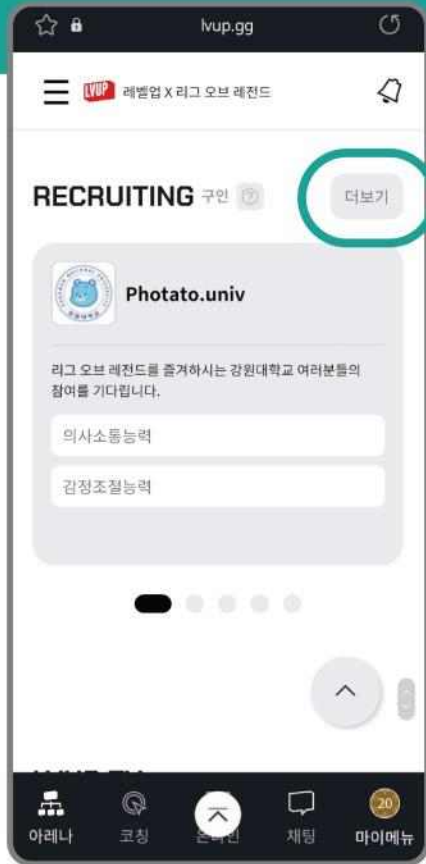 lvup.gg
LVUP 레벨업 X 리그 오브 레전드
RECRUITING 구인 ?
더보기
Photato.univ
리그 오브 레전드를 즐겨하시는 강원대학교 여러분들의
참여를 기다립니다.
의사소통능력
감정조절능력
아레나
코칭
채팅
20
마이메뉴